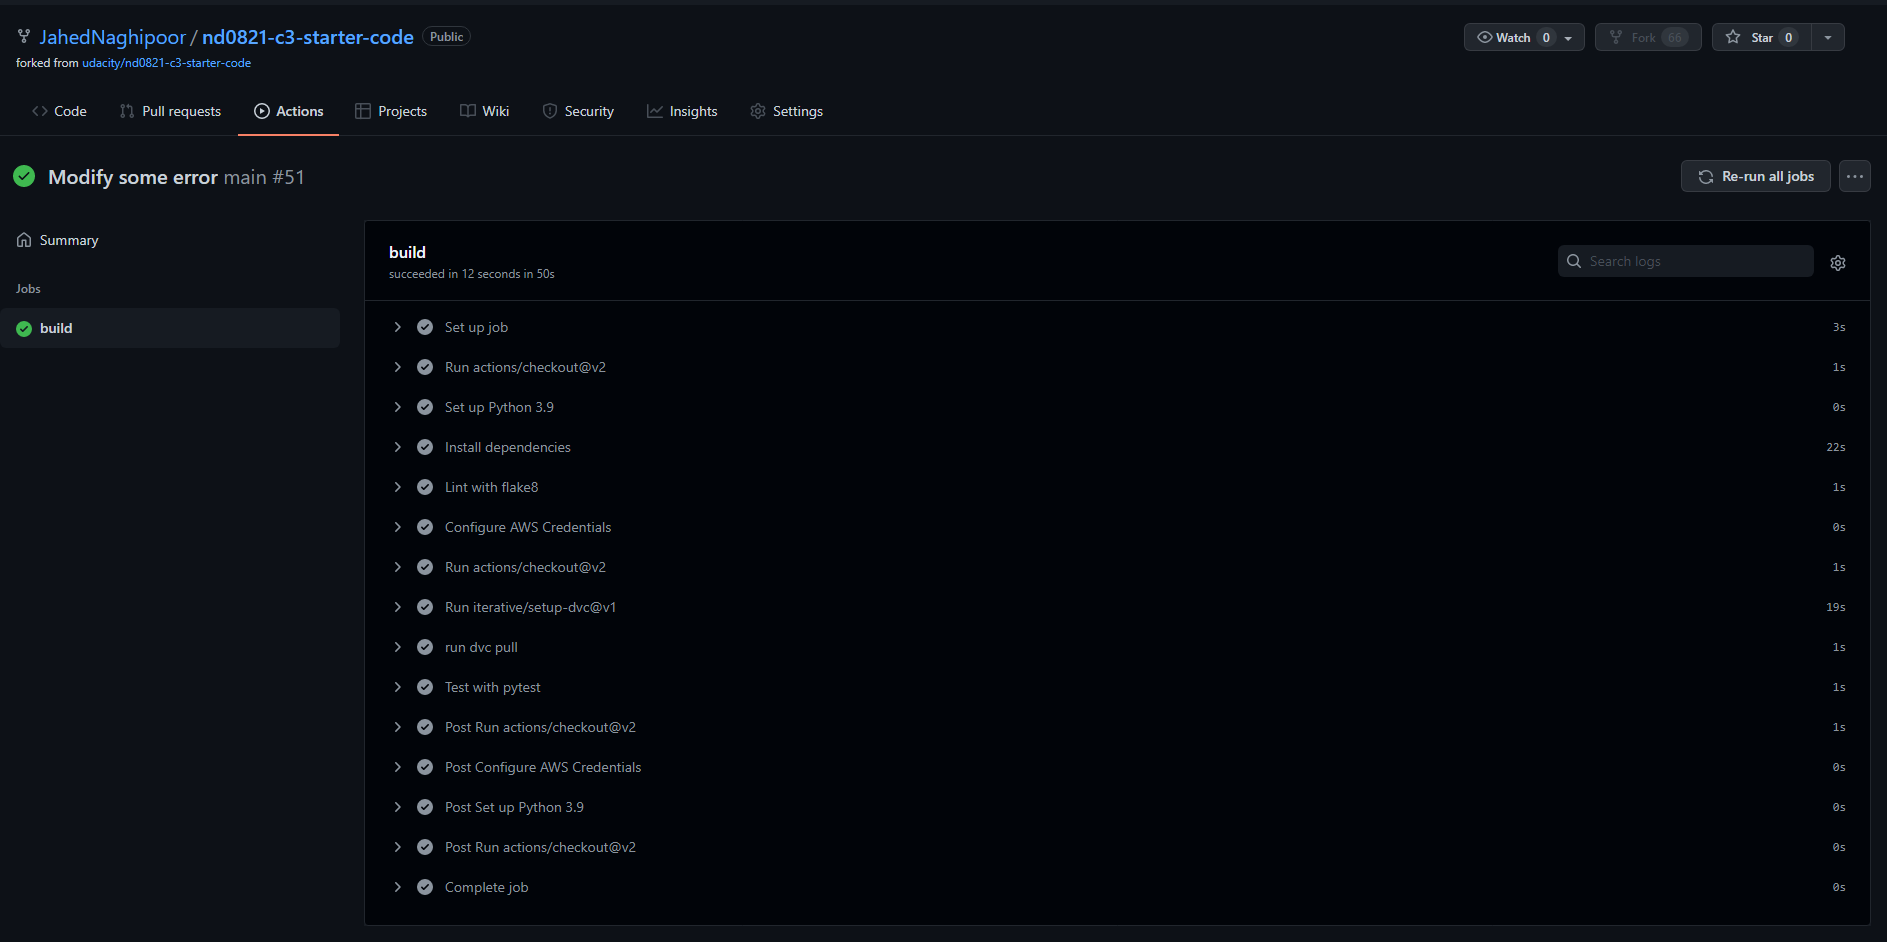 JahedNaghipoor / nd0821-c3-starter-code Public
Watch 0 Fork 66 Star 0
forked from udacity/nd0821-c3-starter-code
Code Pull requests Actions Projects Wiki Security Insights Settings
Modify some error main #51
Re-run all jobs
Summary
Jobs
build
build
succeeded in 12 seconds in 50s
Search logs
Set up job 3s
Run actions/checkout@v2 1s
Set up Python 3.9 0s
Install dependencies 22s
Lint with flake8 1s
Configure AWS Credentials 0s
Run actions/checkout@v2 1s
Run iterative/setup-dvc@v1 19s
run dvc pull 1s
Test with pytest 1s
Post Run actions/checkout@v2 1s
Post Configure AWS Credentials 0s
Post Set up Python 3.9 0s
Post Run actions/checkout@v2 0s
Complete job 0s